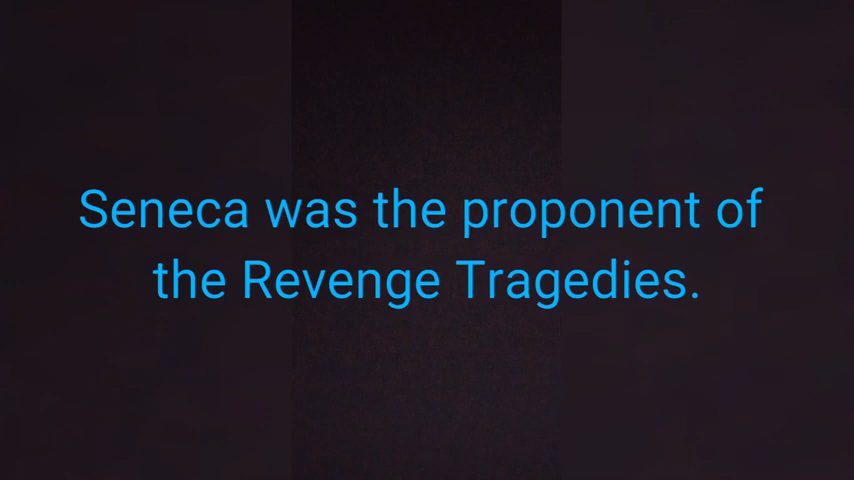 Seneca was the proponent of
the Revenge Tragedies.